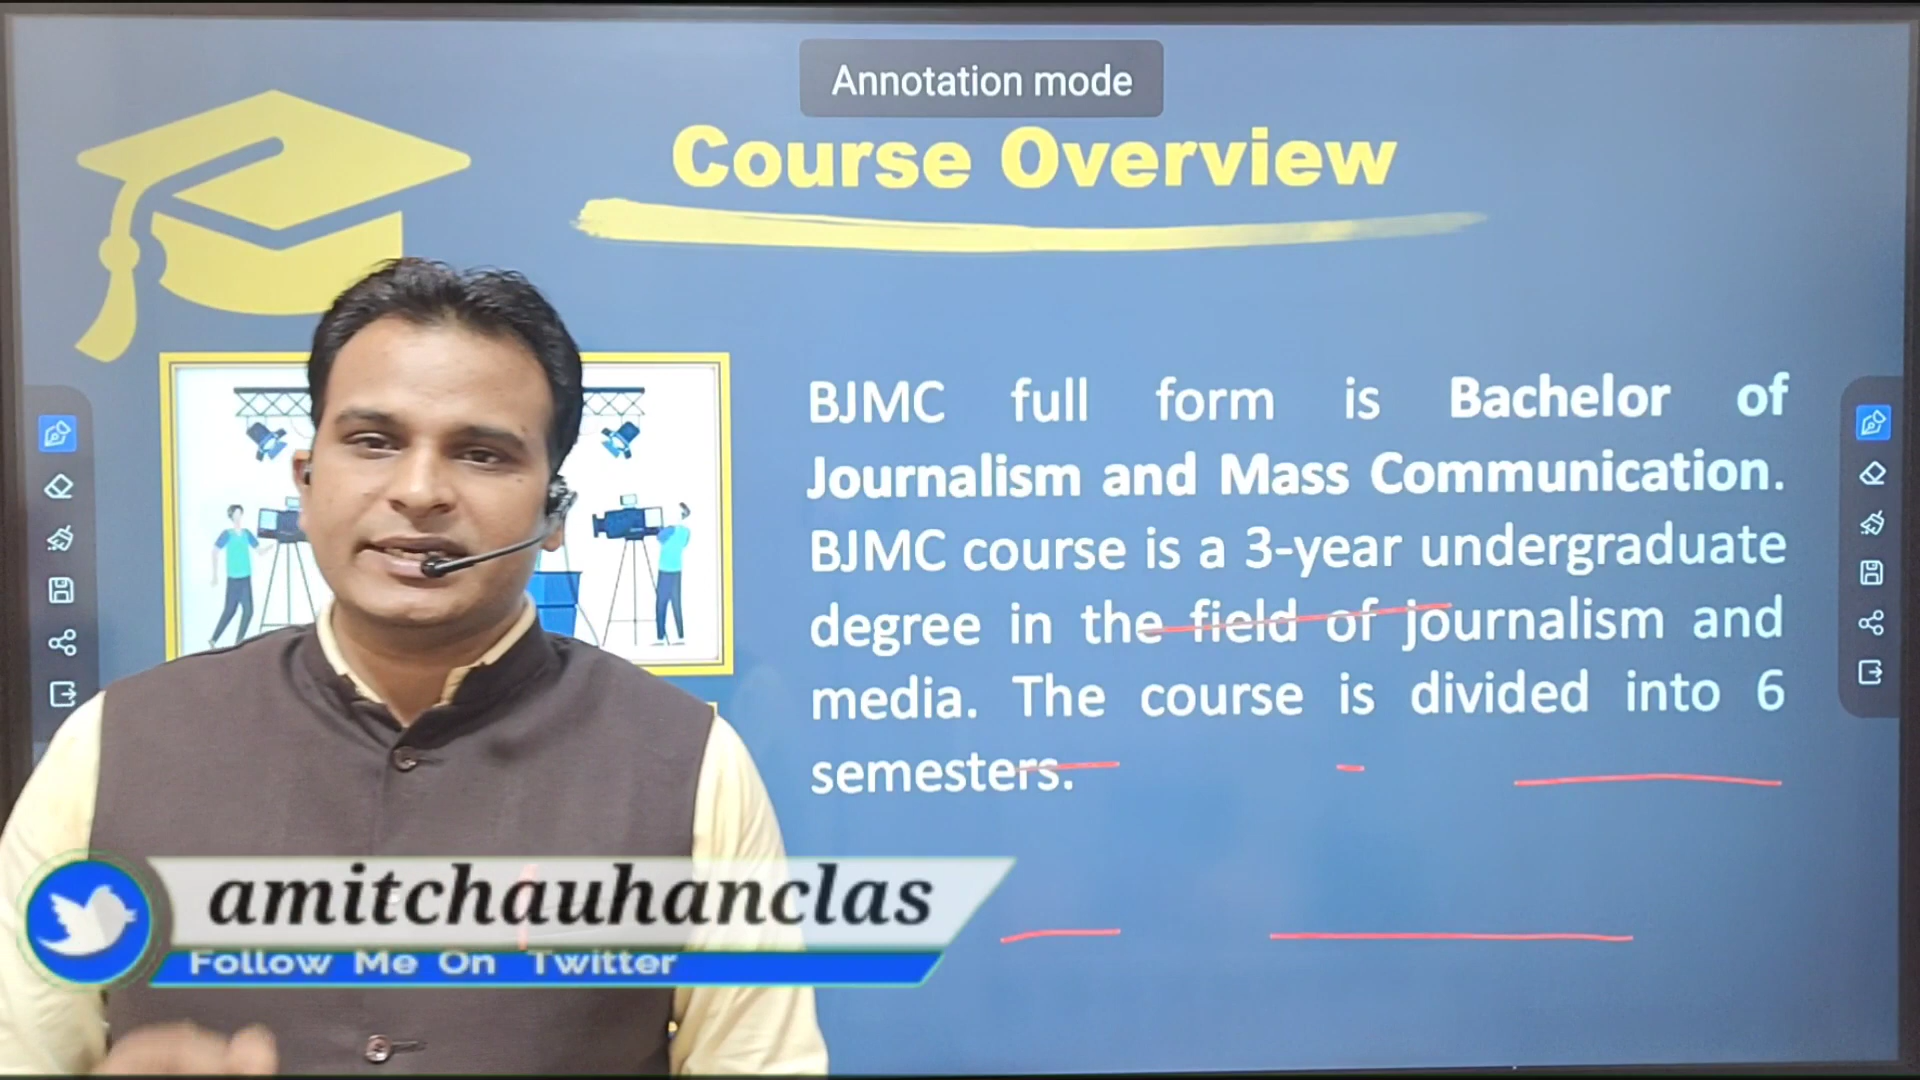 Annotation mode
Course Overview
BJMC full form is Bachelor of
Journalism and Mass Communication.
BJMC course is a 3-year undergraduate
degree in the field of journalism and
media. The course is divided into 6
semesters.
amitchauhanclas
Follow Me On Twitter